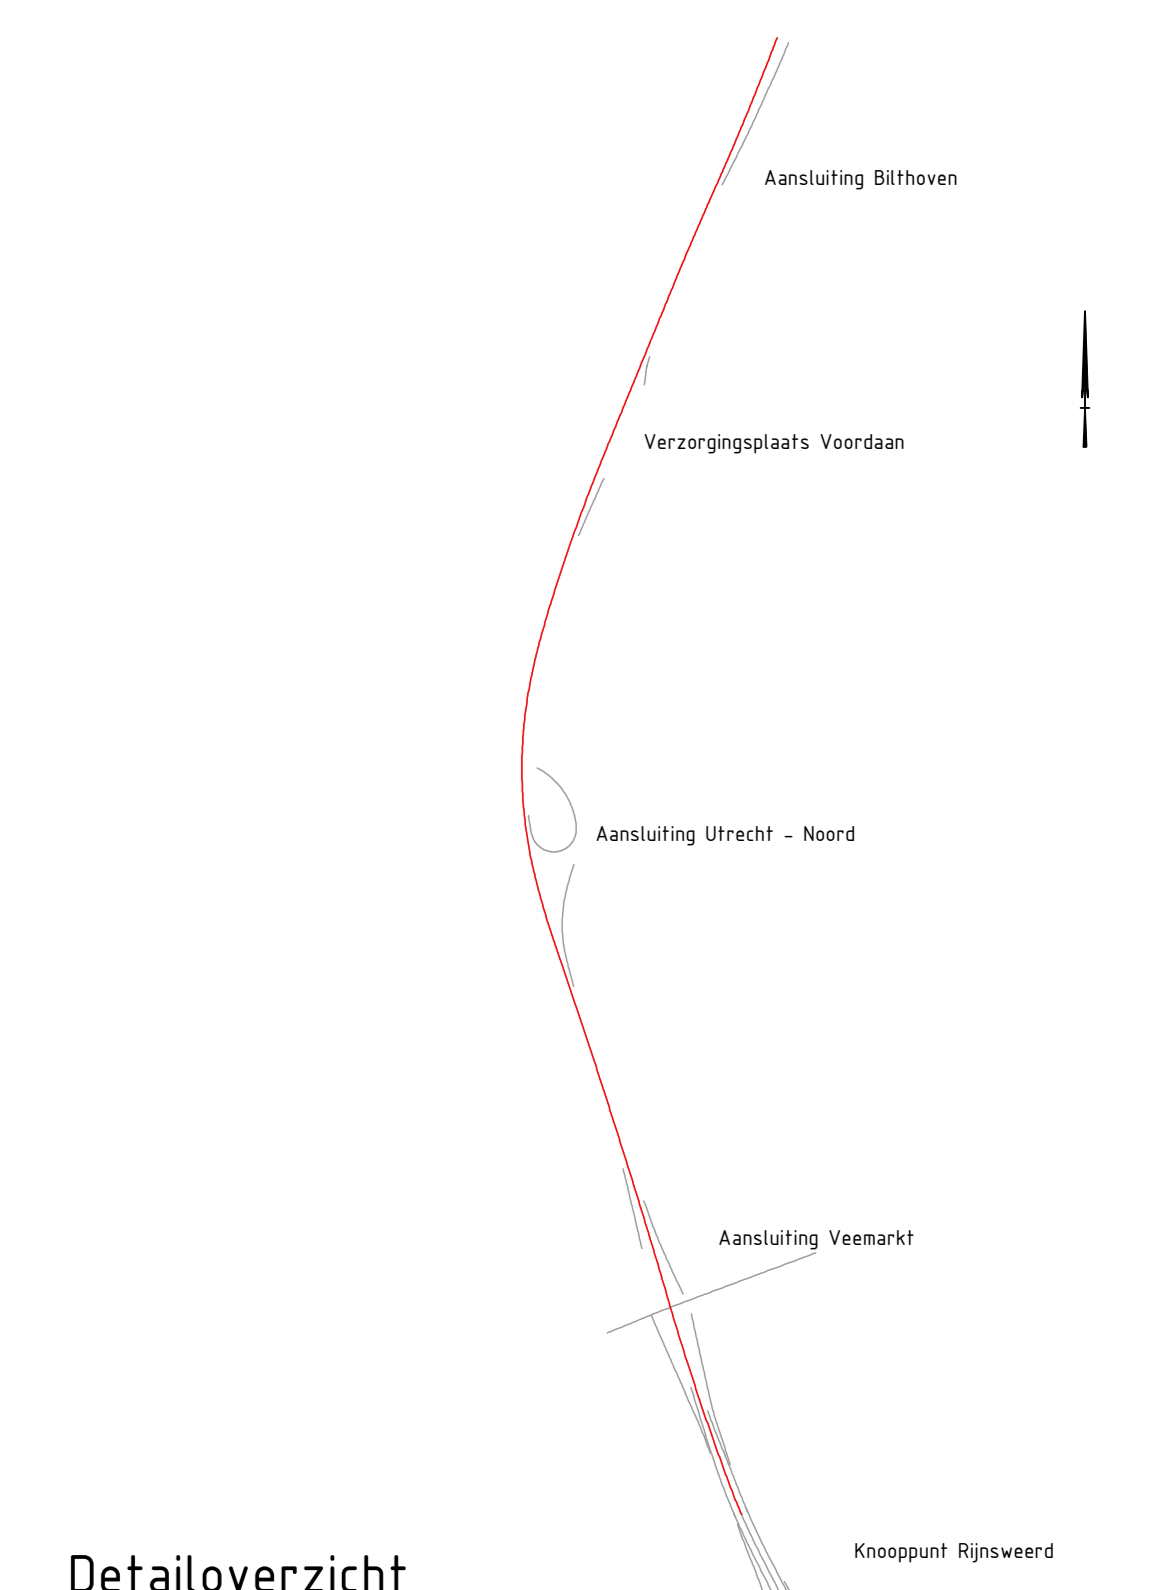 Aansluiting Bilthoven
Verzorgingsplaats Voordaan
Aansluiting Utrecht - Noord
Aansluiting Veemarkt
Knooppunt Rijnsweerd
Detailoverzicht